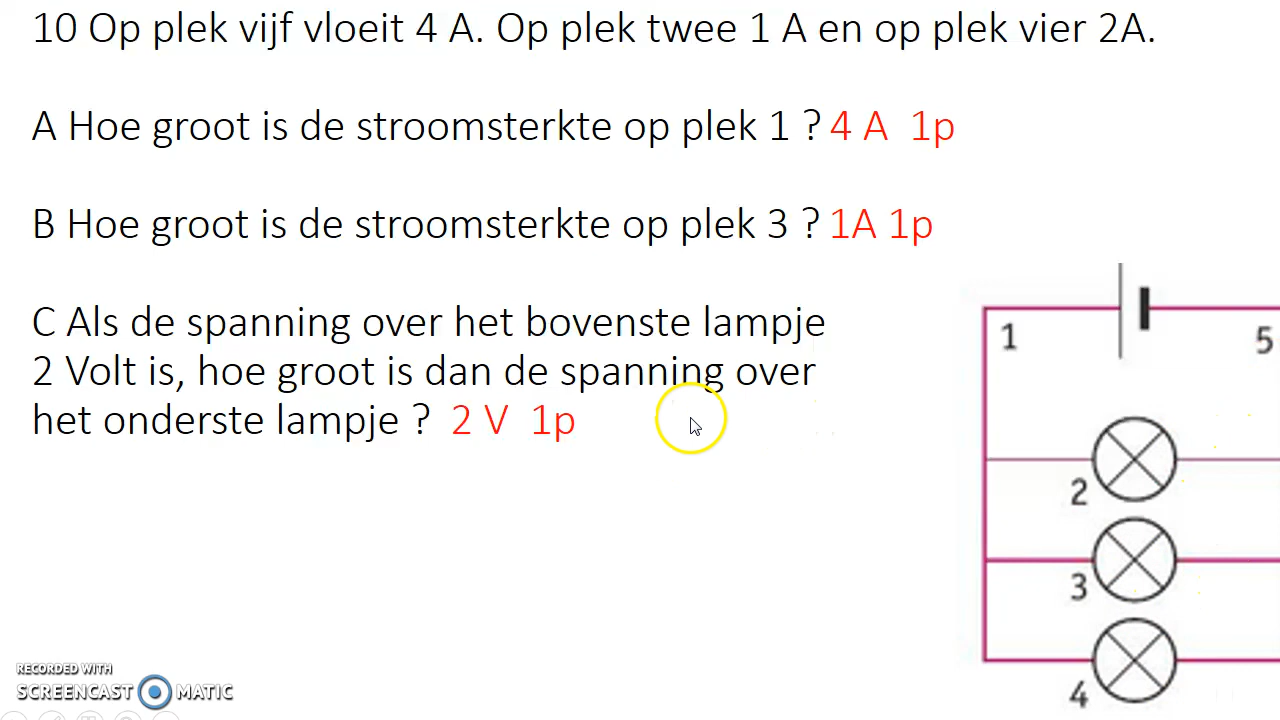 10 Op plek vijf vloeit 4 A. Op plek twee 1 A en op plek vier 2A.
A Hoe groot is de stroomsterkte op plek 1 ? 4 A 1p
B Hoe groot is de stroomsterkte op plek 3 ? 1A 1p
C Als de spanning over het bovenste lampje
2 Volt is, hoe groot is dan de spanning over
het onderste lampje ? 2 V 1p
1
5
2
3
4
RECORDED WITH
SCREENCAST MATIC